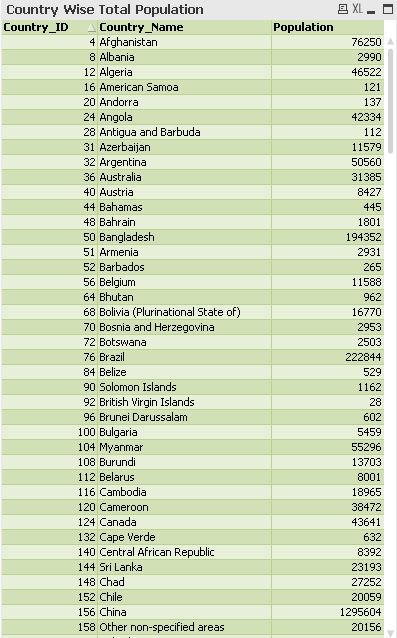 Country Wise Total Population XL
Country_ID Country_Name Population
4 Afghanistan 76250
8 Albania 2990
12 Algeria 46522
16 American Samoa 121
20 Andorra 137
24 Angola 42334
28 Antigua and Barbuda 112
31 Azerbaijan 11579
32 Argentina 50560
36 Australia 31385
40 Austria 8427
44 Bahamas 445
48 Bahrain 1801
50 Bangladesh 194352
51 Armenia 2931
52 Barbados 265
56 Belgium 11588
64 Bhutan 962
68 Bolivia (Plurinational State of) 16770
70 Bosnia and Herzegovina 2953
72 Botswana 2503
76 Brazil 222844
84 Belize 529
90 Solomon Islands 1162
92 British Virgin Islands 28
96 Brunei Darussalam 602
100 Bulgaria 5459
104 Myanmar 55296
108 Burundi 13703
112 Belarus 8001
116 Cambodia 18965
120 Cameroon 38472
124 Canada 43641
132 Cape Verde 632
140 Central African Republic 8392
144 Sri Lanka 23193
148 Chad 27252
152 Chile 20059
156 China 1295604
158 Other non-specified areas 20156